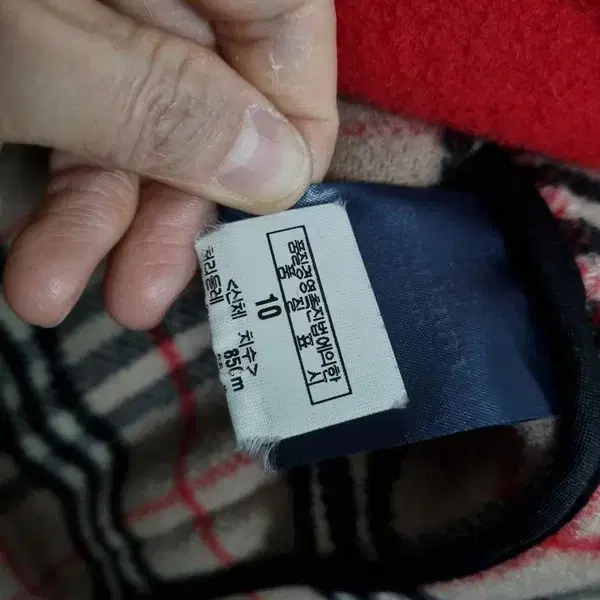 품질경영촉진법에의한
품 질 표 시
10
<신체 치수>
85cm
허리둘레